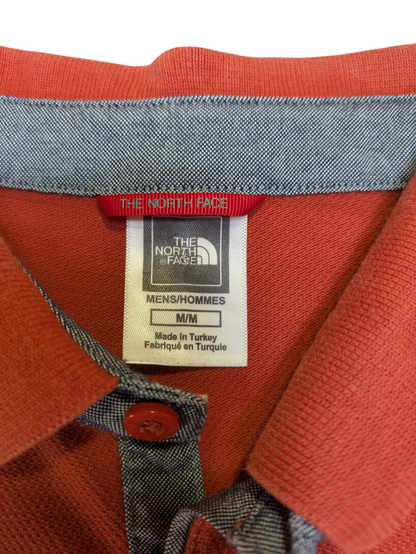 THE NORTH FACE
THE
NORTH
FACE
MENS/HOMMES
M/M
Made in Turkey
Fabriqué en Turquie